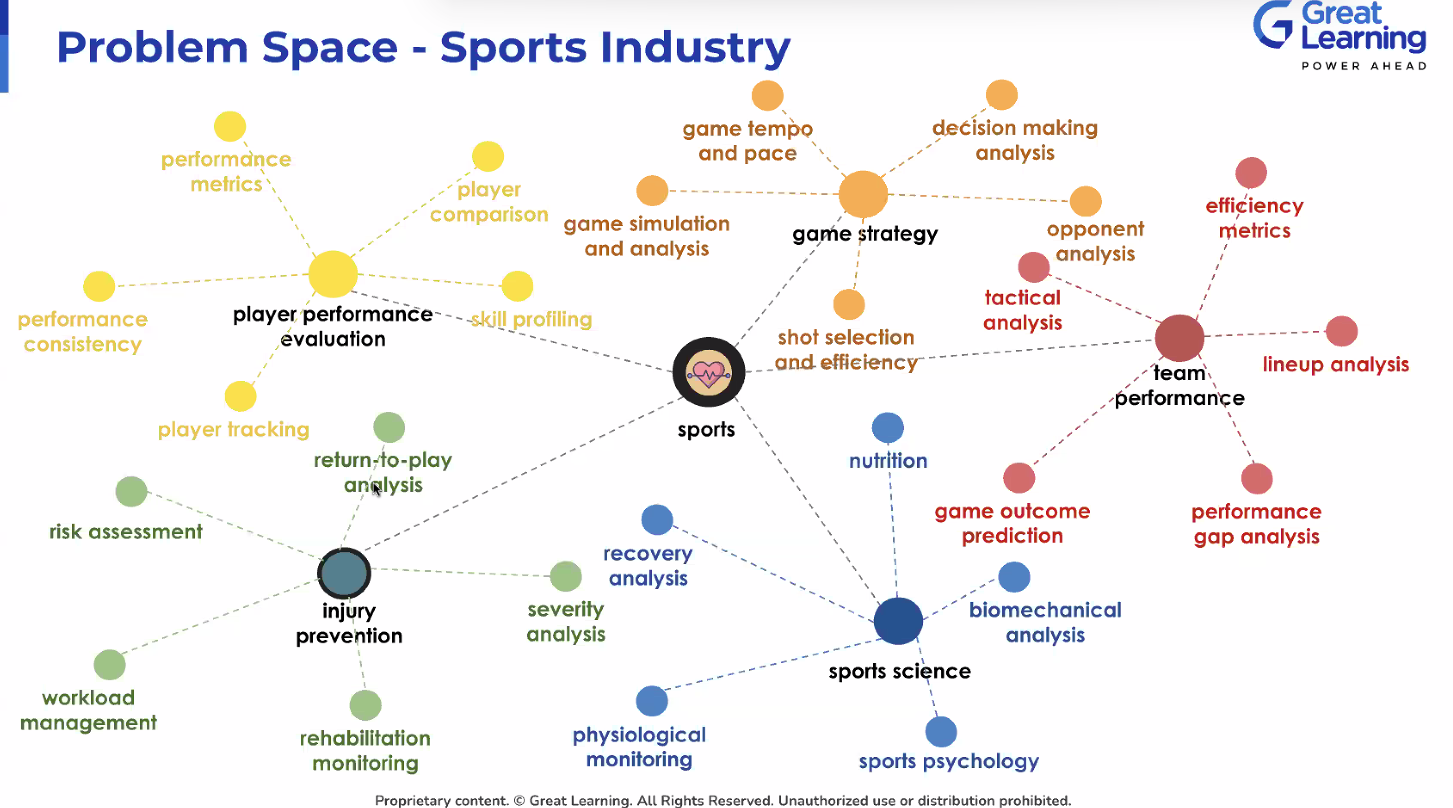 Problem Space - Sports Industry
Great
Learning
POWER AHEAD
performance
metrics
player
comparison
performance
consistency
player performance
evaluation
skill profiling
player tracking
game tempo
and pace
decision making
analysis
game simulation
and analysis
game strategy
opponent
analysis
shot selection
and efficiency
efficiency
metrics
tactical
analysis
team
performance
lineup analysis
game outcome
prediction
performance
gap analysis
sports
return-to-play
analysis
risk assessment
injury
prevention
severity
analysis
workload
management
rehabilitation
monitoring
nutrition
recovery
analysis
biomechanical
analysis
sports science
physiological
monitoring
sports psychology
Proprietary content. © Great Learning. All Rights Reserved. Unauthorized use or distribution prohibited.